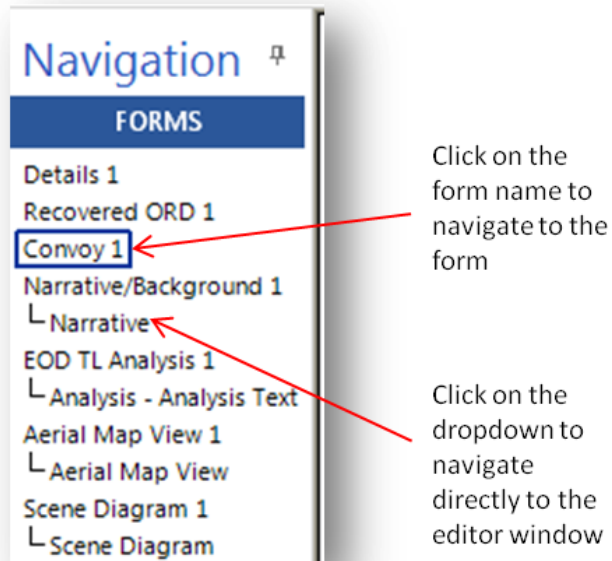 Navigation
FORMS
Details 1
Recovered ORD 1
Convoy 1
Narrative/Background 1
Narrative
EOD TL Analysis 1
Analysis - Analysis Text
Aerial Map View 1
Aerial Map View
Scene Diagram 1
Scene Diagram
Click on the
form name to
navigate to the
form
Click on the
dropdown to
navigate
directly to the
editor window